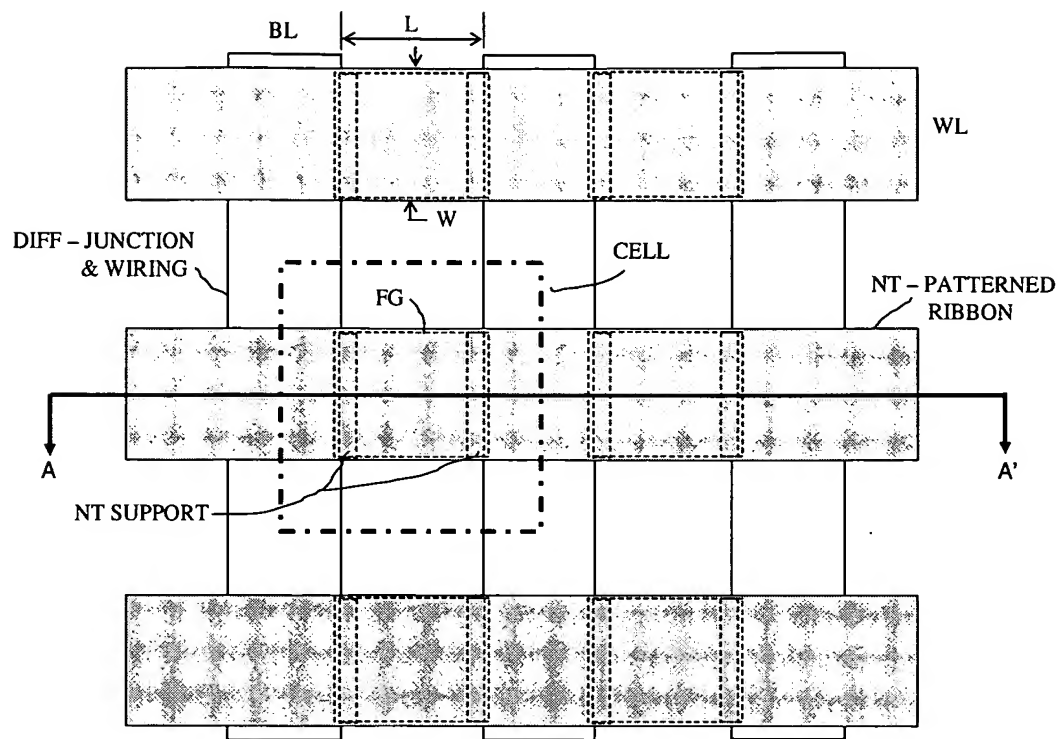 BL
L
WL
W
DIFF – JUNCTION
& WIRING
CELL
FG
NT – PATTERNED
RIBBON
A
A'
NT SUPPORT